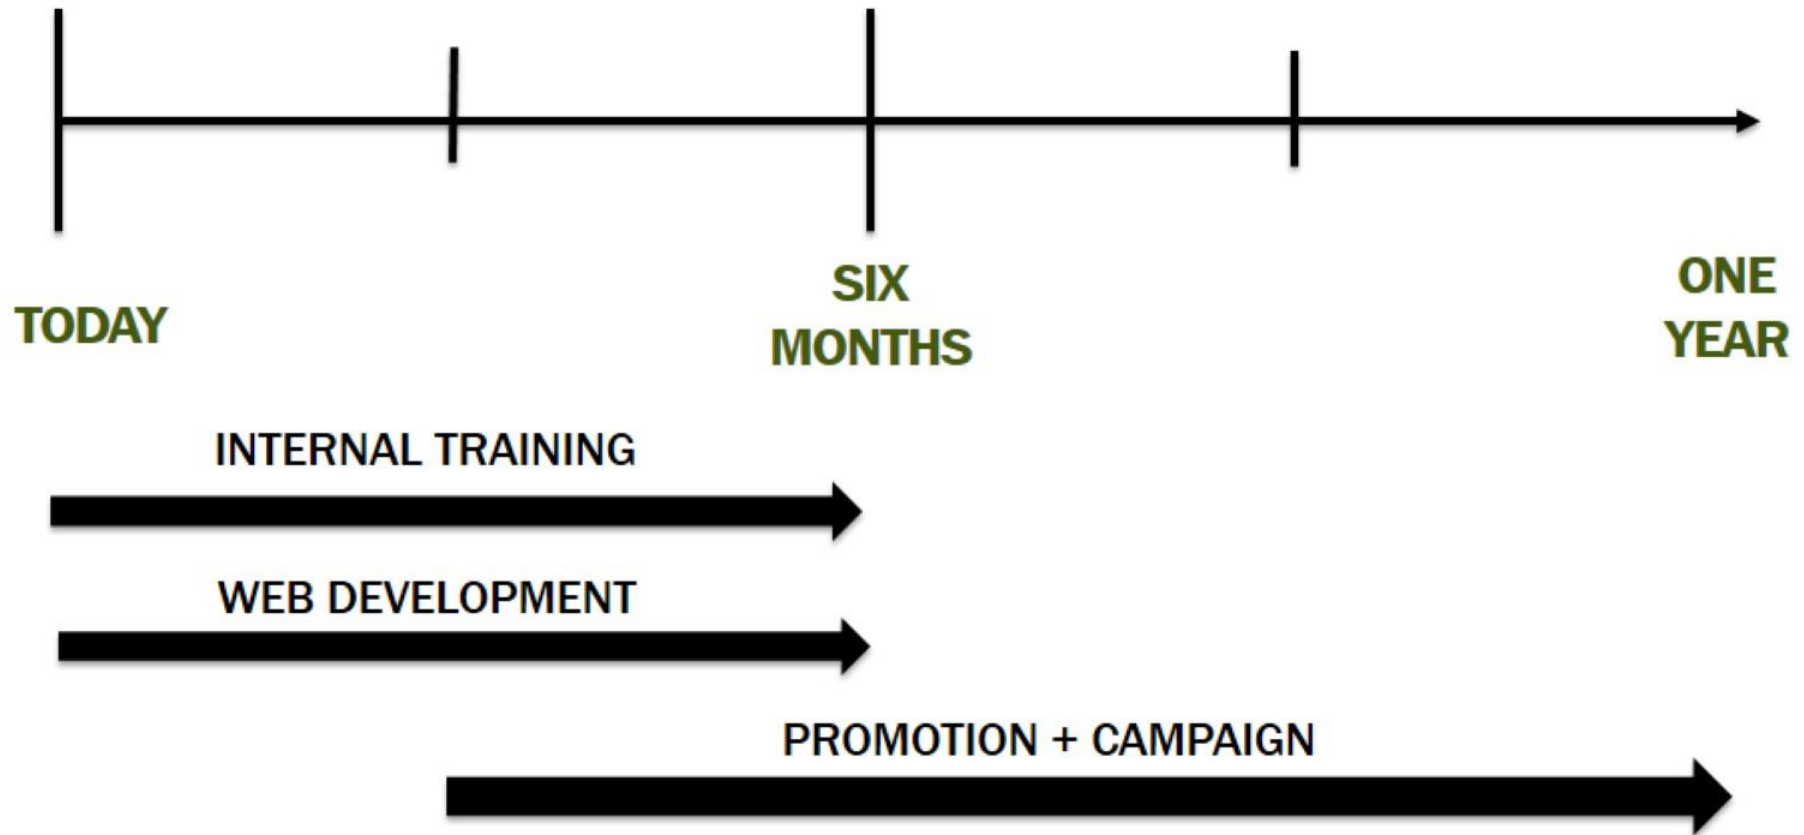 TODAY
SIX
MONTHS
ONE
YEAR
INTERNAL TRAINING
WEB DEVELOPMENT
PROMOTION + CAMPAIGN